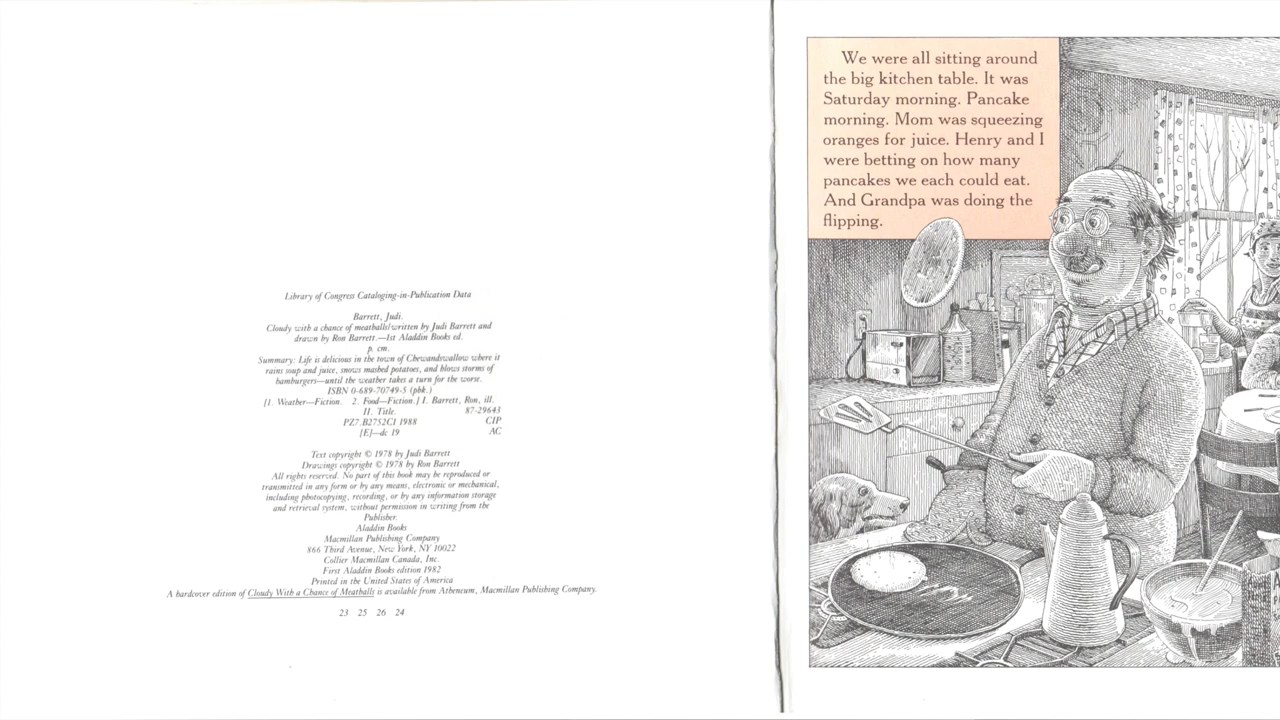 Library of Congress Cataloging-in-Publication Data
Barrett, Judi.
Cloudy with a chance of meatballs/written by Judi Barrett and
drawn by Ron Barrett.—1st Aladdin Books ed.
p. cm.
Summary: Life is delicious in the town of Chewandswallow where it
rains soup and juice, snows mashed potatoes, and blows storms of
hamburgers—until the weather takes a turn for the worse.
ISBN 0-689-70749-5 (pbk.)
[1. Weather—Fiction. 2. Food—Fiction.] I. Barrett, Ron, ill.
II. Title. 87-29643
PZ7.B2752Cl 1988 CIP
[E]—dc 19 AC
Text copyright © 1978 by Judi Barrett
Drawings copyright © 1978 by Ron Barrett
All rights reserved. No part of this book may be reproduced or
transmitted in any form or by any means, electronic or mechanical,
including photocopying, recording, or by any information storage
and retrieval system, without permission in writing from the
Publisher.
Aladdin Books
Macmillan Publishing Company
866 Third Avenue, New York, NY 10022
Collier Macmillan Canada, Inc.
First Aladdin Books edition 1982
Printed in the United States of America
A hardcover edition of Cloudy With a Chance of Meatballs is available from Atheneum, Macmillan Publishing Company.
23 25 26 24
We were all sitting around
the big kitchen table. It was
Saturday morning. Pancake
morning. Mom was squeezing
oranges for juice. Henry and I
were betting on how many
pancakes we each could eat.
And Grandpa was doing the
flipping.